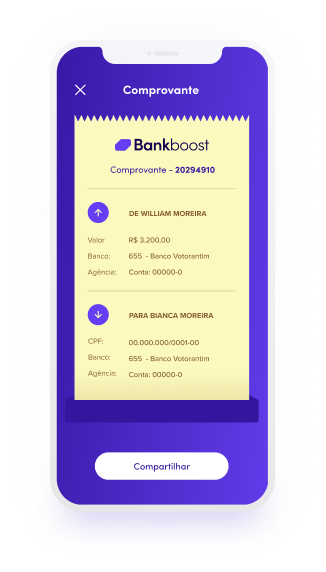 Comprovante
Bankboost
Comprovante - 20294910
DE WILLIAM MOREIRA
Valor R$ 3.200,00
Banco: 655 - Banco Votorantim
Agência: Conta: 00000-0
PARA BIANCA MOREIRA
CPF: 00.000.000/0001-00
Banco: 655 - Banco Votorantim
Agência: Conta: 00000-0
Compartilhar